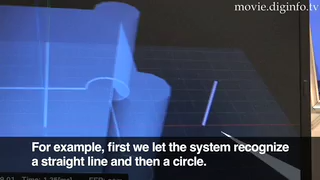 movie.diginfo.tv
For example, first we let the system recognize
a straight line and then a circle.